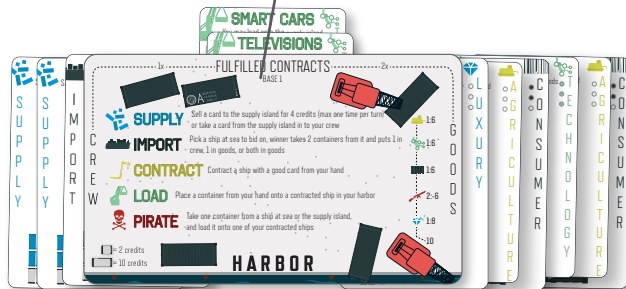 SMART CARS
TELEVISIONS
1x
FULFILLED CONTRACTS
2x
BASE 1
SUPPLY
Sell a card to the supply island for 4 credits (max one time per turn)
or take a card from the supply island in to your crew
IMPORT
Pick a ship at sea to bid on, winner takes 2 containers from it and puts 1 in
crew, 1 in goods, or both in goods
CONTRACT
Contract a ship with a good card from your hand
LOAD
Place a container from your hand onto a contracted ship in your harbor
PIRATE
Take one container from a ship at sea or the supply island,
and load it onto one of your contracted ships
= 2 credits
= 10 credits
HARBOR
1:6
1:6
1:6
2:-6
1:8
:10
SUPPLY
SUPPLY
IMPORT
CREW
GOODS
LUXURY
AGRICULTURE
CONSUMER
TECHNOLOGY
AGRICULTURE
CONSUMER